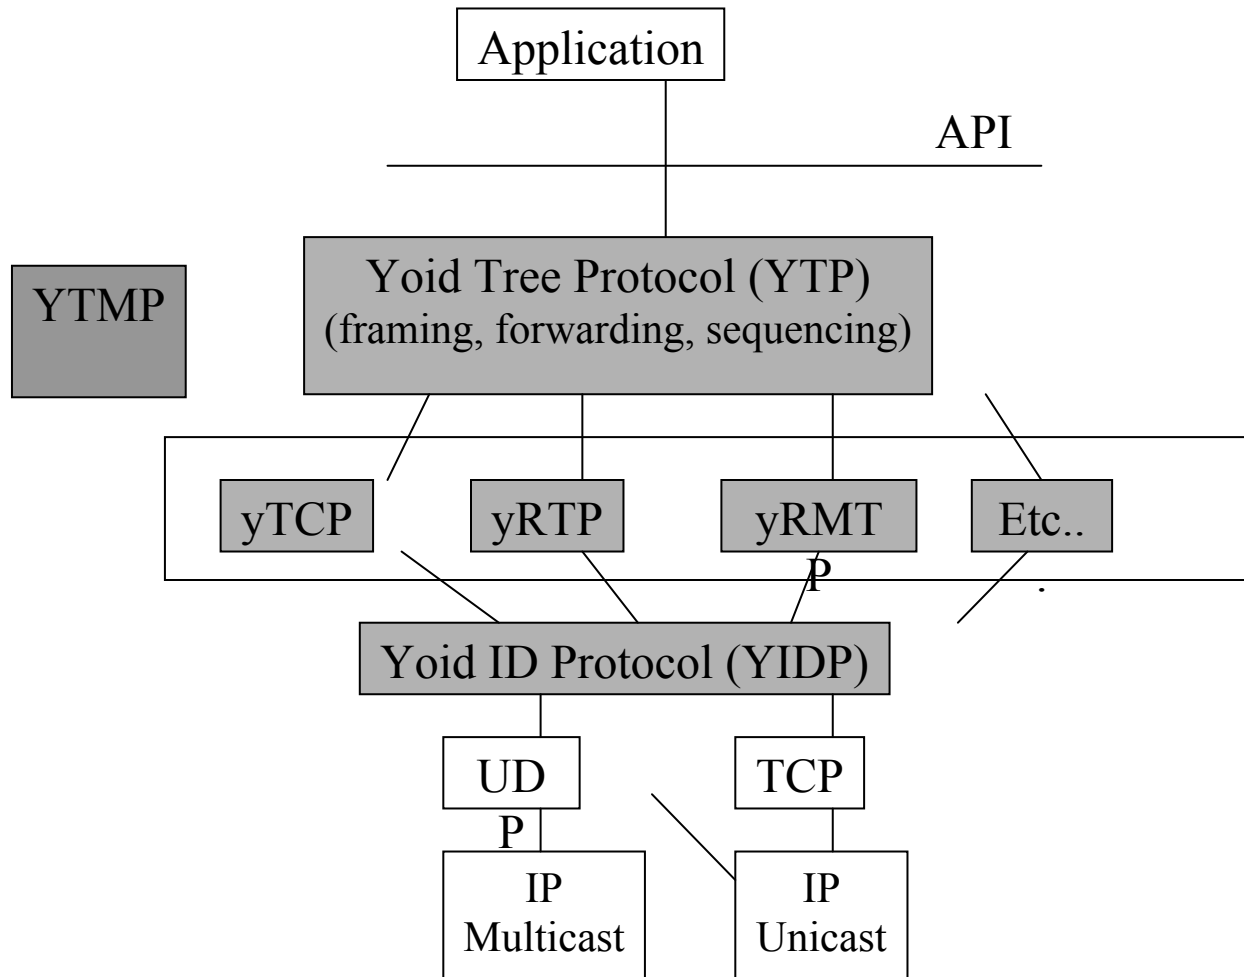 Application
API
YTMP
Yoid Tree Protocol (YTP)
(framing, forwarding, sequencing)
yTCP
yRTP
yRMT
P
Etc..
.
Yoid ID Protocol (YIDP)
UD
P
TCP
IP
Multicast
IP
Unicast